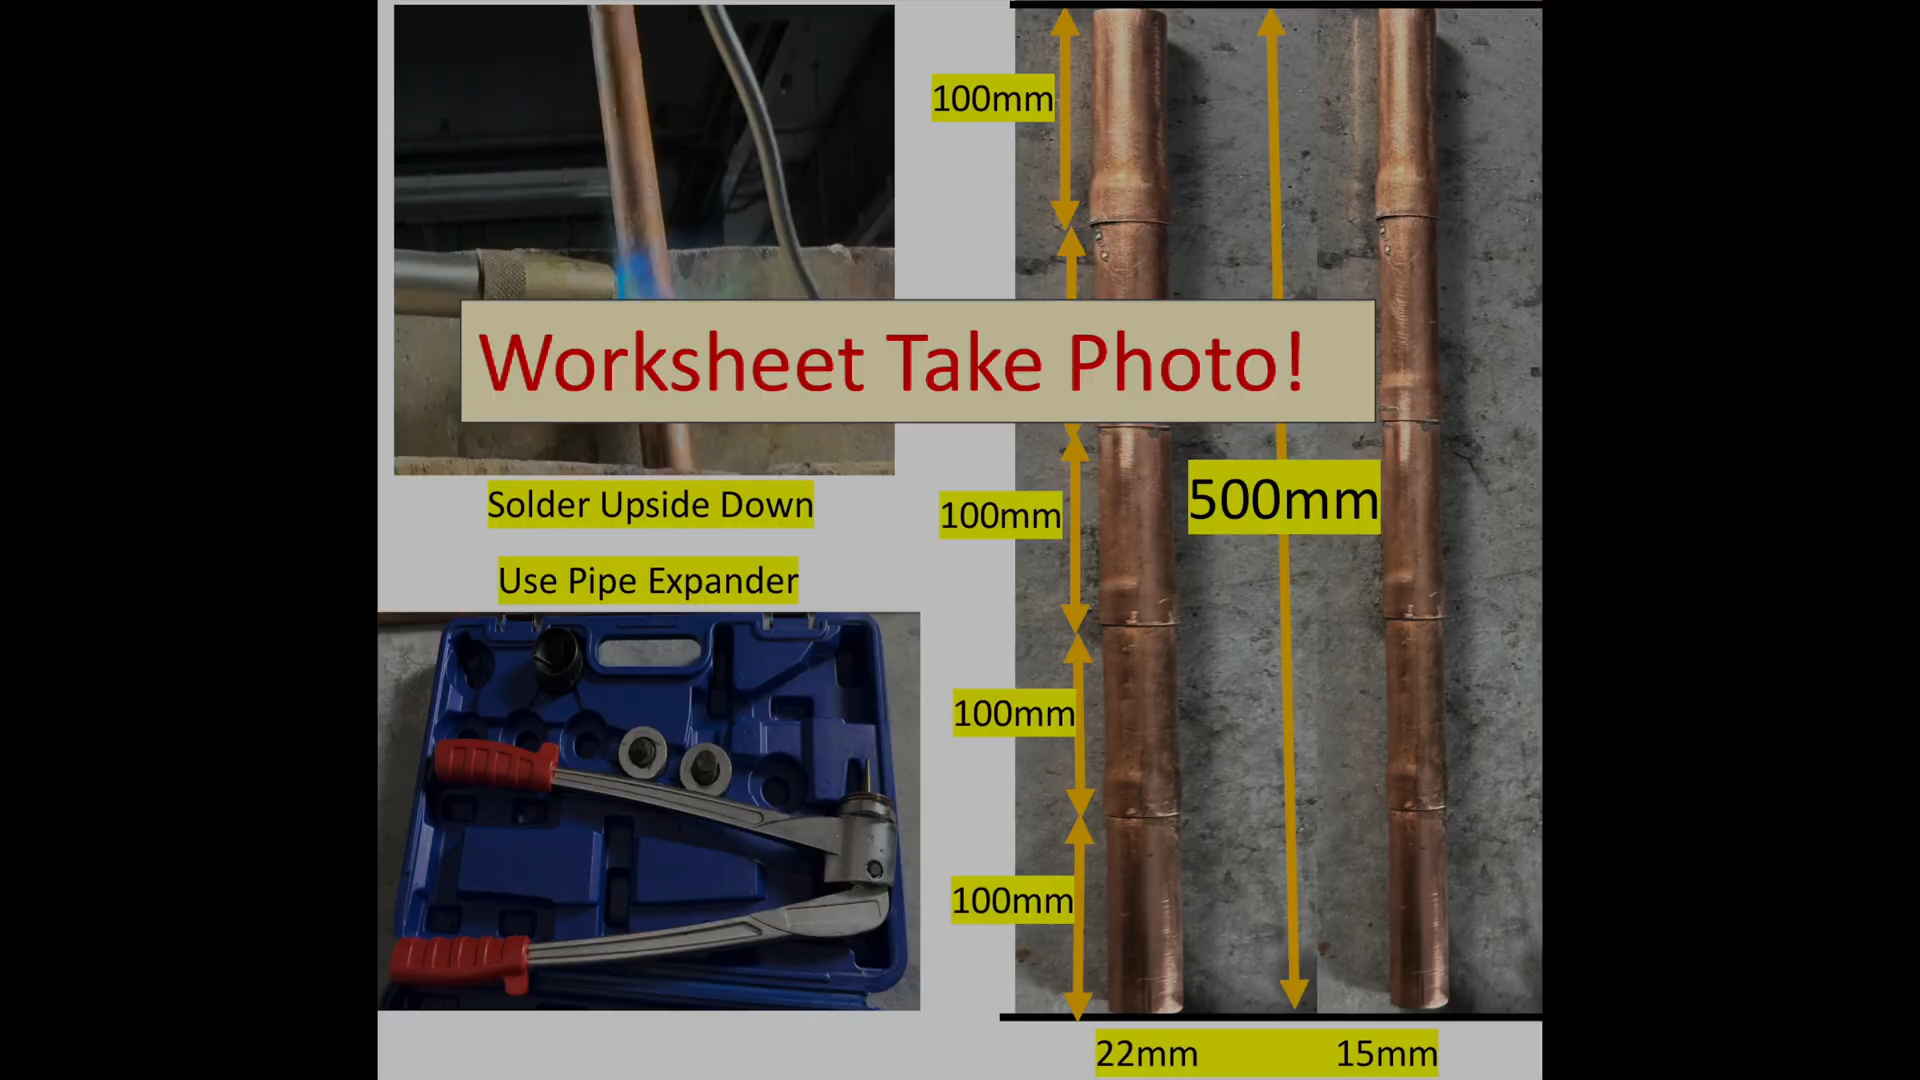 100mm
Worksheet Take Photo!
Solder Upside Down
Use Pipe Expander
100mm
500mm
100mm
100mm
22mm
15mm